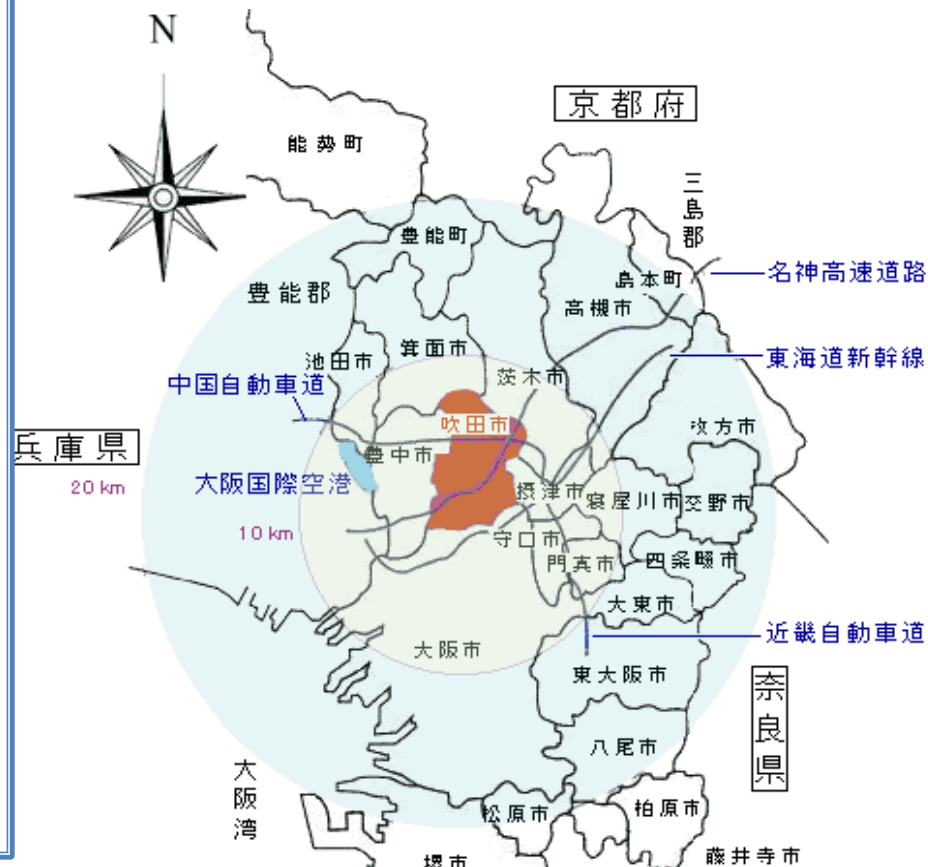 N
京都府
能勢町
三島郡
豊能町
名神高速道路
島本町
豊能郡
高槻市
箕面市
池田市
東海道新幹線
茨木市
中国自動車道
吹田市
枚方市
兵庫県
豊中市
20 km
大阪国際空港
摂津市
寝屋川市
交野市
10 km
守口市
門真市
四条畷市
大東市
近畿自動車道
大阪市
東大阪市
奈良県
八尾市
大阪湾
松原市
柏原市
藤井寺市
堺市